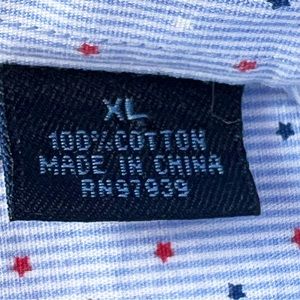 XL
100% COTTON
MADE IN CHINA
RN97939